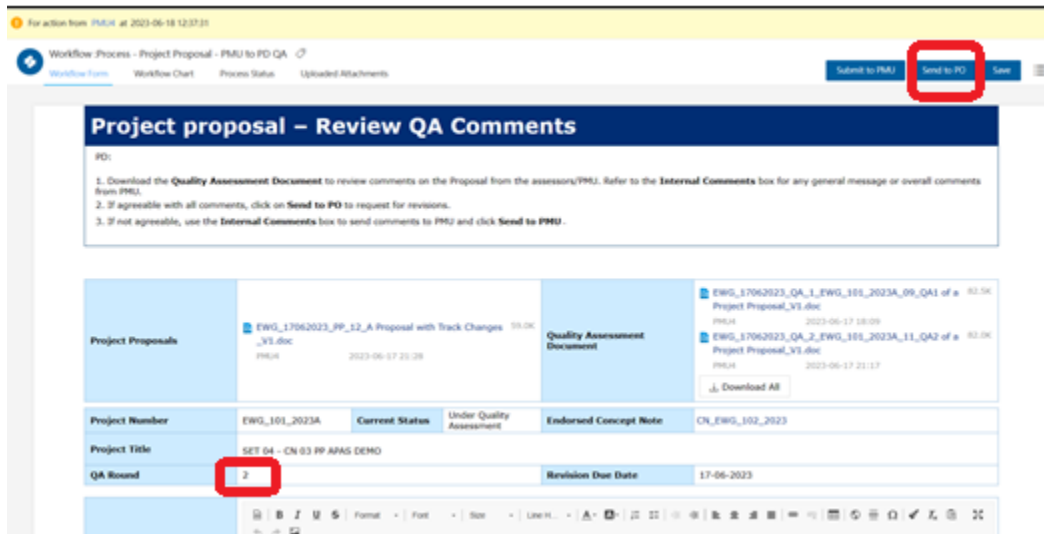 For action from PMU4 at 2023-06-18 12:37:31
Workflow :Process - Project Proposal - PMU to PD QA
Workflow Form Workflow Chart Process Status Uploaded Attachments
Submit to PMU Send to PO Save
Project proposal – Review QA Comments
PD:
1. Download the Quality Assessment Document to review comments on the Proposal from the assessors/PMU. Refer to the Internal Comments box for any general message or overall comments
from PMU.
2. If agreeable with all comments, click on Send to PO to request for revisions.
3. If not agreeable, use the Internal Comments box to send comments to PMU and click Send to PMU.
Project Proposals
EWG_17062023_PP_12_A Proposal with Track Changes 59.0K
_V1.doc
PMU4 2023-06-17 21:28
Quality Assessment
Document
EWG_17062023_QA_1_EWG_101_2023A_09_QA1 of a 82.5K
Project Proposal_V1.doc
PMU4 2023-06-17 18:09
EWG_17062023_QA_2_EWG_101_2023A_11_QA2 of a 82.0K
Project Proposal_V1.doc
PMU4 2023-06-17 21:17
Download All
Project Number EWG_101_2023A Current Status Under Quality
Assessment Endorsed Concept Note CN_EWG_102_2023
Project Title SET 04 - CN 03 PP APAS DEMO
QA Round 2 Revision Due Date 17-06-2023
B I U S Format Font Size Line H... A